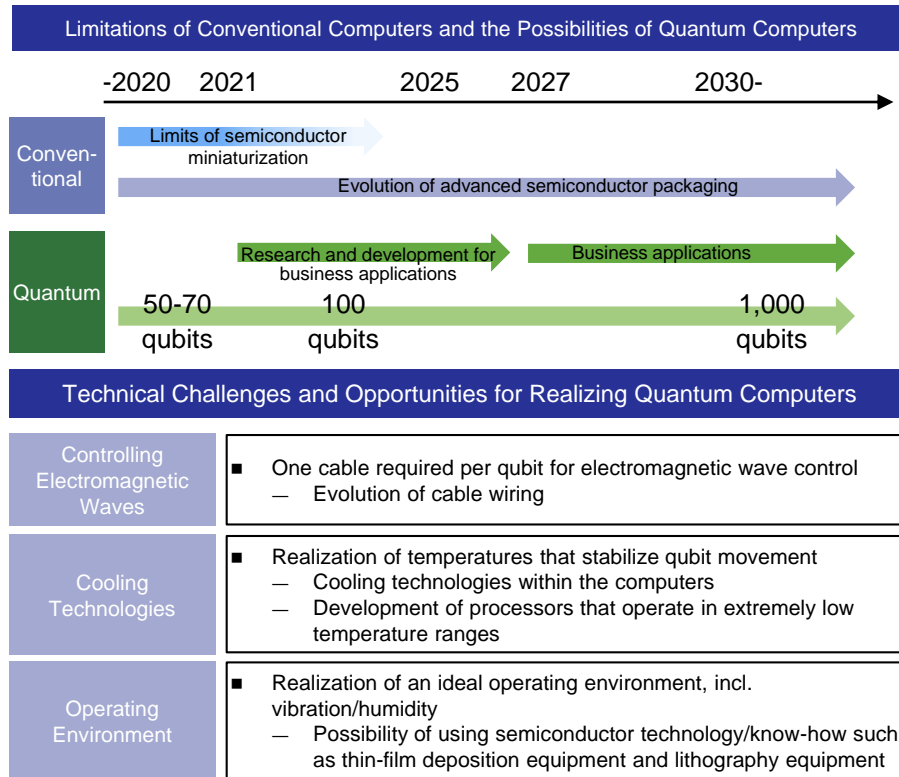 Limitations of Conventional Computers and the Possibilities of Quantum Computers
-2020 2021 2025 2027 2030-
Conven-
tional
Limits of semiconductor
miniaturization
Evolution of advanced semiconductor packaging
Quantum
Research and development for
business applications
Business applications
50-70
qubits
100
qubits
1,000
qubits
Technical Challenges and Opportunities for Realizing Quantum Computers
Controlling
Electromagnetic
Waves
■ One cable required per qubit for electromagnetic wave control
— Evolution of cable wiring
Cooling
Technologies
■ Realization of temperatures that stabilize qubit movement
— Cooling technologies within the computers
— Development of processors that operate in extremely low
temperature ranges
Operating
Environment
■ Realization of an ideal operating environment, incl.
vibration/humidity
— Possibility of using semiconductor technology/know-how such
as thin-film deposition equipment and lithography equipment